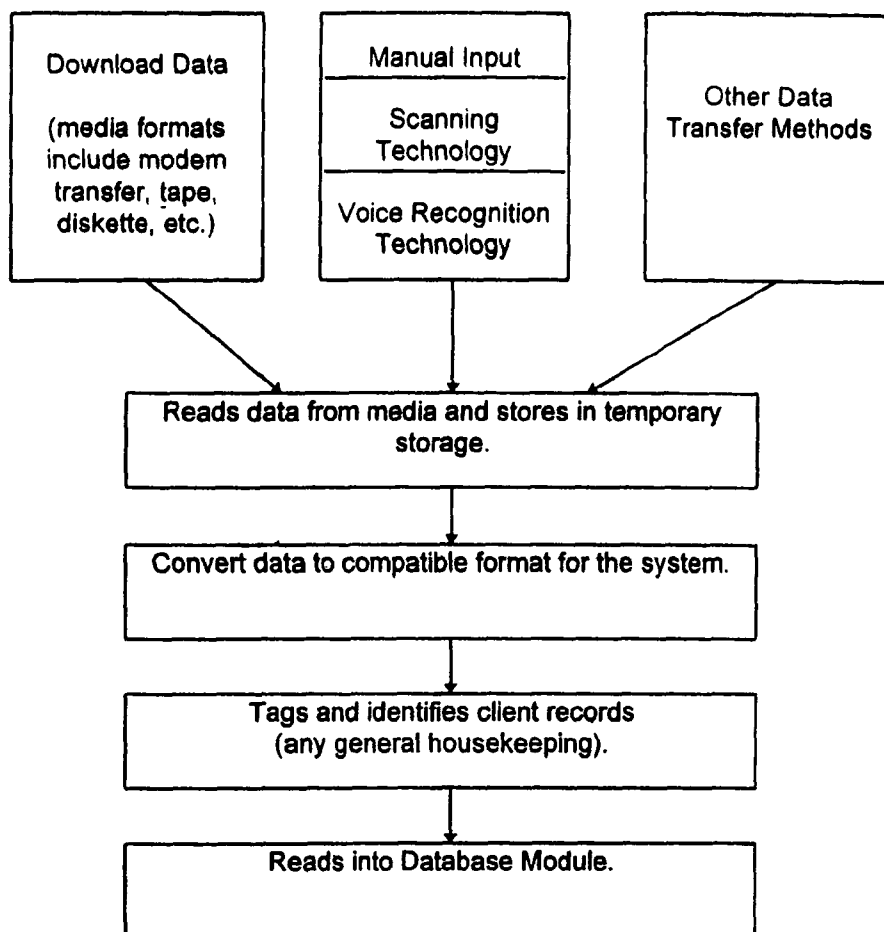 Download Data
(media formats
include modem
transfer, tape,
diskette, etc.)
Manual Input
Scanning
Technology
Voice Recognition
Technology
Other Data
Transfer Methods
Reads data from media and stores in temporary
storage.
Convert data to compatible format for the system.
Tags and identifies client records
(any general housekeeping).
Reads into Database Module.